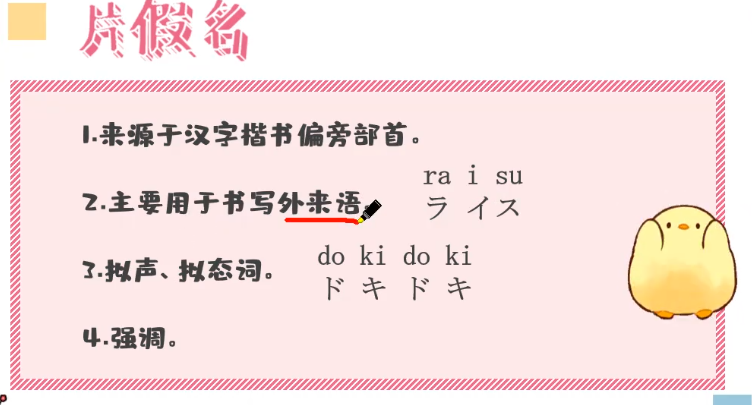 片假名
1.来源于汉字楷书偏旁部首。
ra i su
2.主要用于书写外来语。
ラ イス
do ki do ki
3.拟声、拟态词。
ド キ ド キ
4.强调。